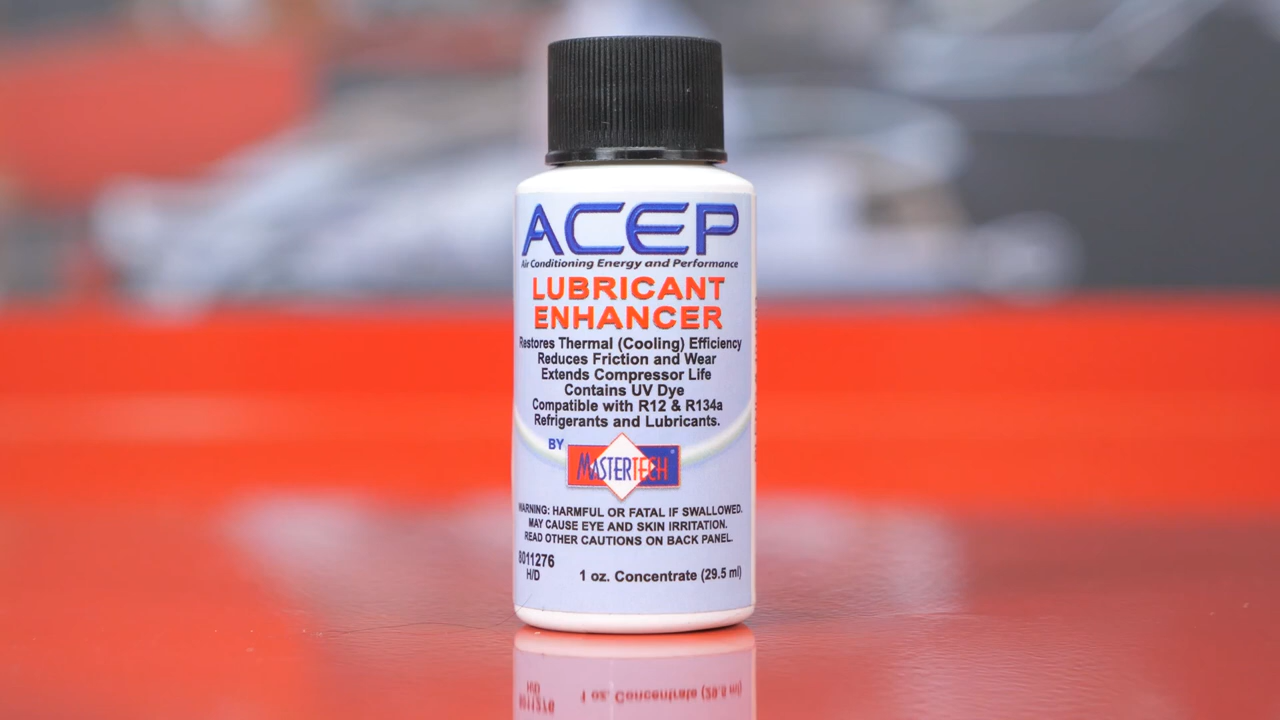 ACEP
Air Conditioning Energy and Performance
LUBRICANT
ENHANCER
Restores Thermal (Cooling) Efficiency
Reduces Friction and Wear
Extends Compressor Life
Contains UV Dye
Compatible with R12 & R134a
Refrigerants and Lubricants.
BY
MASTERTECH®
WARNING: HARMFUL OR FATAL IF SWALLOWED.
MAY CAUSE EYE AND SKIN IRRITATION.
READ OTHER CAUTIONS ON BACK PANEL.
8011276
H/D
1 oz. Concentrate (29.5 ml)